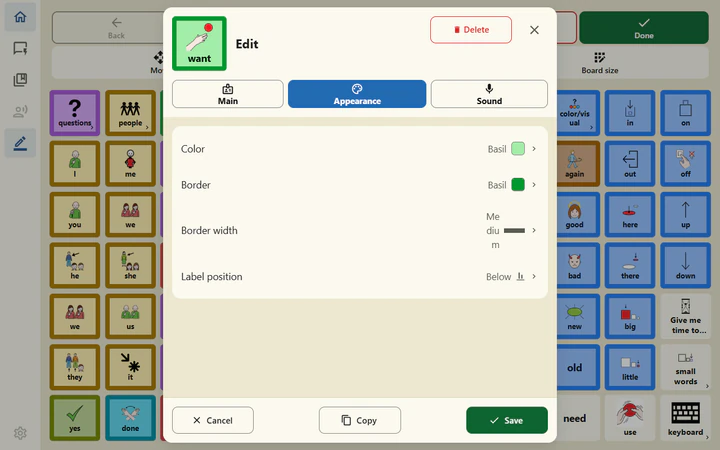 Back
Done
Mo
Board size
want
Edit
Delete
Main
Appearance
Sound
Color
Basil
Border
Basil
Border width
Me
diu
m
Label position
Below
Cancel
Copy
Save
questions
people
I
me
you
we
he
she
we
us
they
it
yes
done
color/vis
ual
in
on
again
out
off
good
here
up
bad
there
down
new
big
Give me
time to...
old
little
small
words
need
use
keyboard